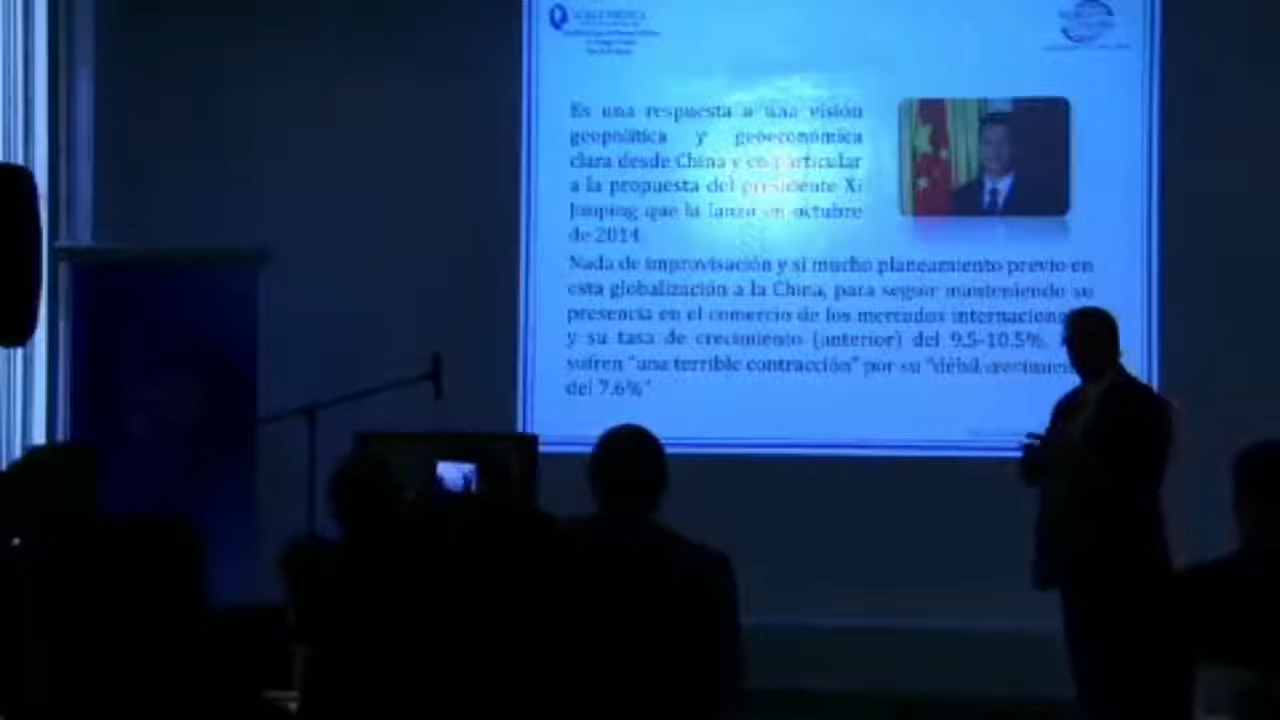 Es una respuesta a una visión
geopolítica y geoeconómica
clara desde China y en particular
a la propuesta del presidente Xi
Jinping que la lanzo en octubre
de 2014
Nada de improvisación y si mucho planeamiento previo en
esta globalización a la China, para seguir manteniendo su
presencia en el comercio de los mercados
y su tasa de crecimiento (anterior) del 9.5-10.5%.
sufren "una terrible contracción" por su "débil
del 7.6%"